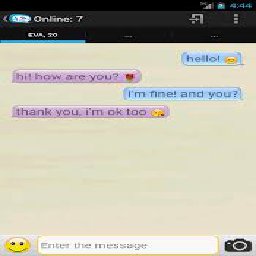 4:44
Online: 7
EVA, 20
...
...
hello!
hi! how are you?
i'm fine! and you?
thank you, i'm ok too
Enter the message